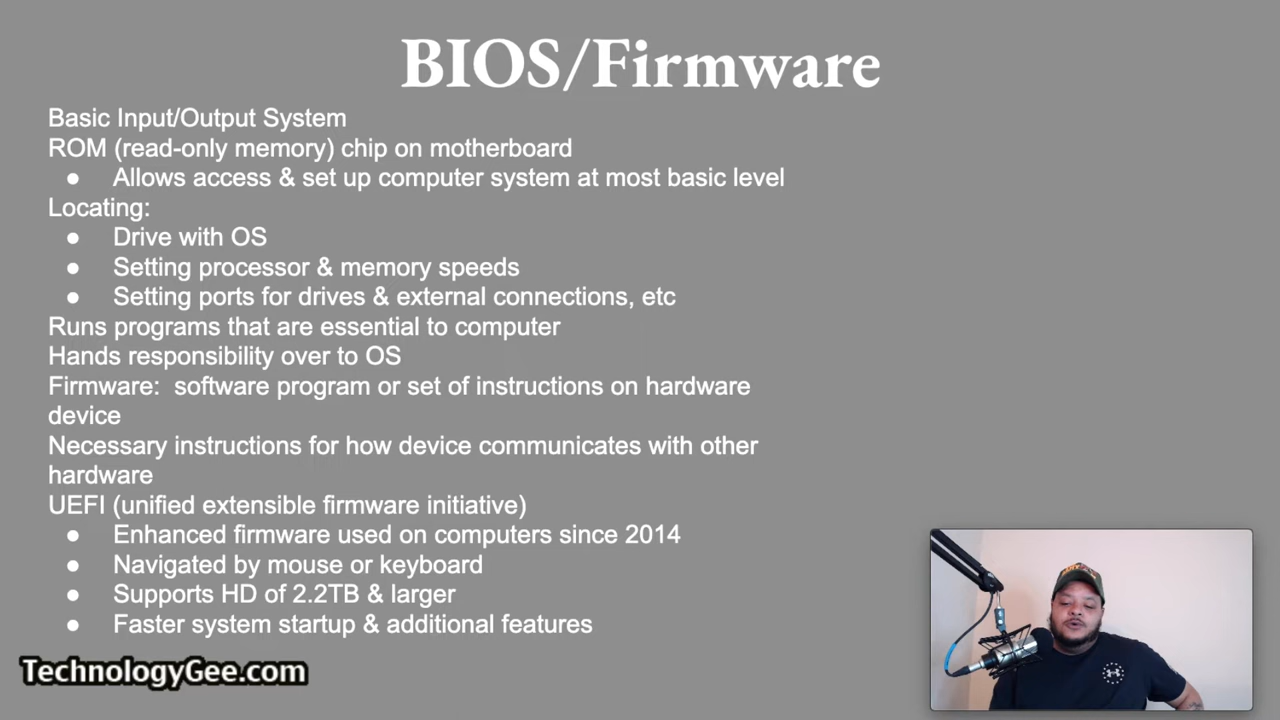 BIOS/Firmware
Basic Input/Output System
ROM (read-only memory) chip on motherboard
● Allows access & set up computer system at most basic level
Locating:
● Drive with OS
● Setting processor & memory speeds
● Setting ports for drives & external connections, etc
Runs programs that are essential to computer
Hands responsibility over to OS
Firmware:  software program or set of instructions on hardware
device
Necessary instructions for how device communicates with other
hardware
UEFI (unified extensible firmware initiative)
● Enhanced firmware used on computers since 2014
● Navigated by mouse or keyboard
● Supports HD of 2.2TB & larger
● Faster system startup & additional features
TechnologyGee.com